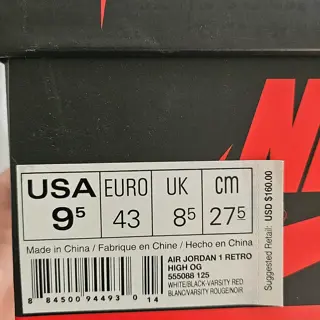 USA EURO UK cm
9⁵ 43 8⁵ 27⁵
Made in China / Fabrique en Chine / Hecho en China
AIR JORDAN 1 RETRO
HIGH OG
555088 125
WHITE/BLACK-VARSITY RED
BLANC/VARSITY ROUGE/NOIR
8 84500 94493 0 14
Suggested Retail: USD $160.00